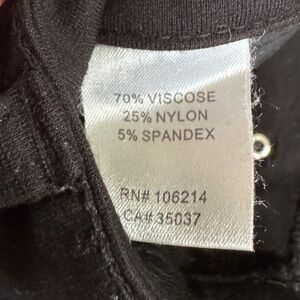 70% VISCOSE
25% NYLON
5% SPANDEX
RN# 106214
CA# 35037